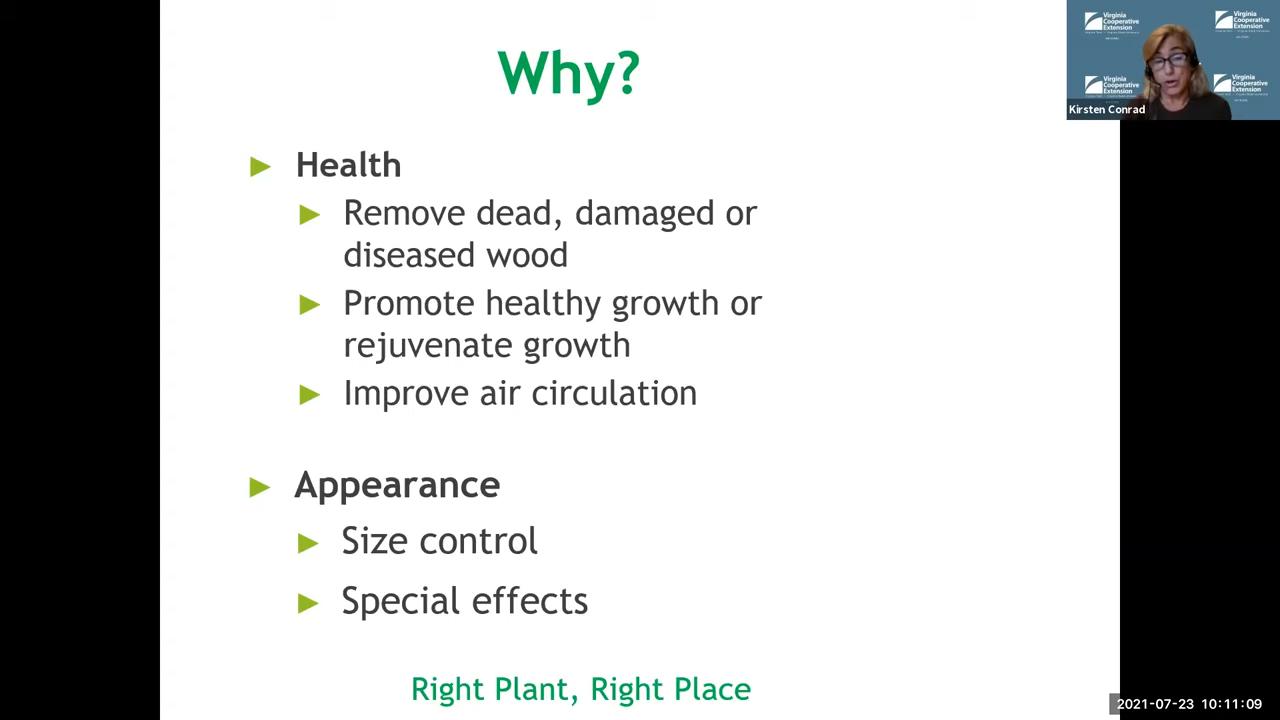 Why?
► Health
► Remove dead, damaged or
diseased wood
► Promote healthy growth or
rejuvenate growth
► Improve air circulation
► Appearance
► Size control
► Special effects
Right Plant, Right Place
Virginia
Cooperative
Extension
Virginia
Cooperative
Extension
Virginia
Cooperative
Extension
Virginia
Cooperative
Extension
Kirsten Conrad
2021-07-23 10:11:09